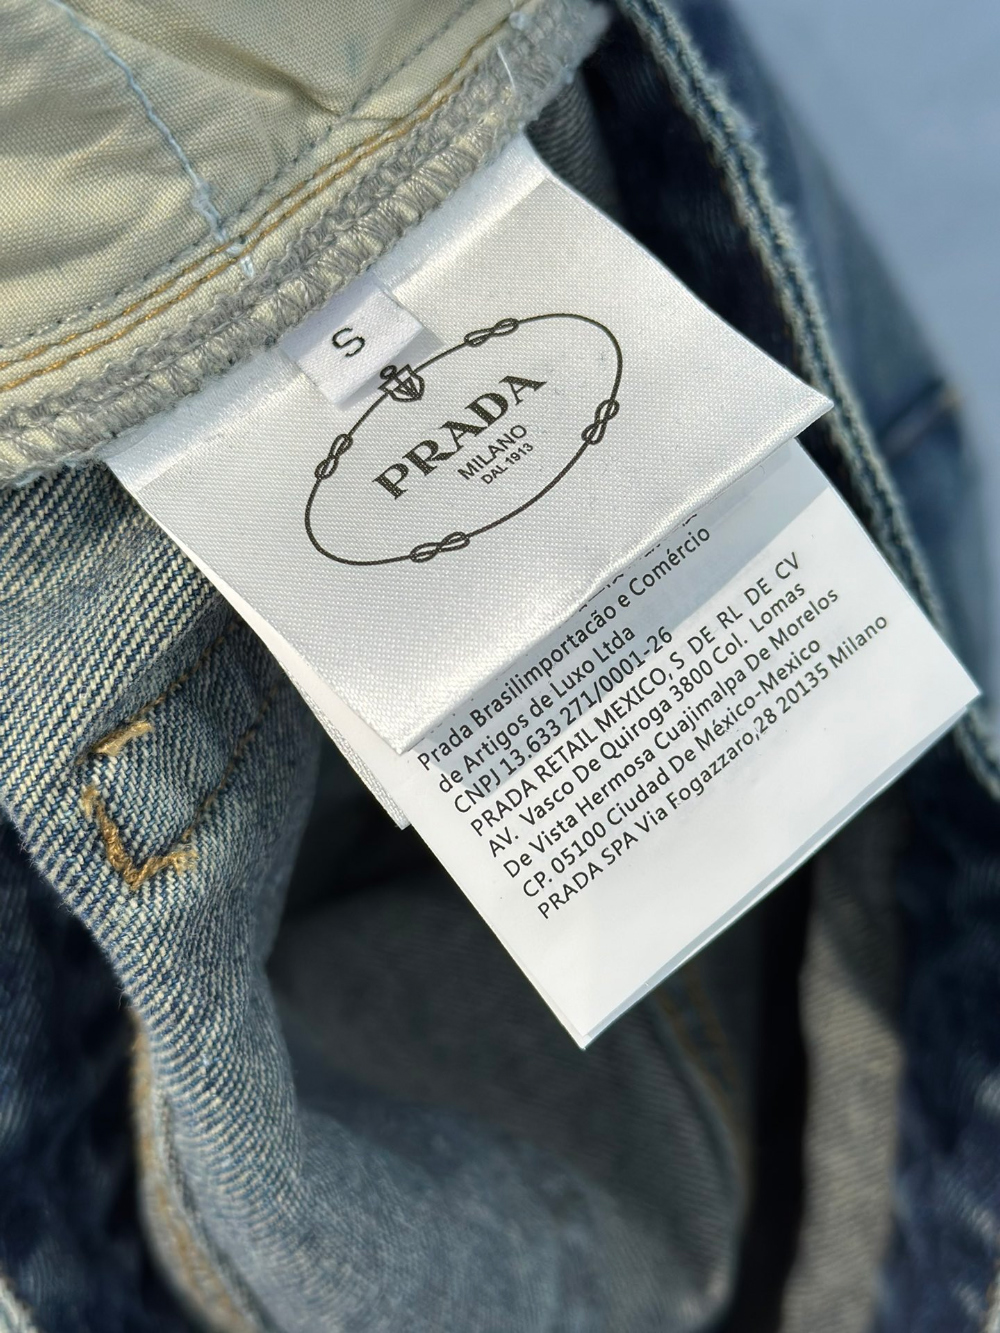 S
PRADA
MILANO
DAL 1913
Prada Brasilimportacão e Comércio
de Artigos de Luxo Ltda
CNPJ 13.633 271/0001-26
PRADA RETAIL MEXICO, S DE RL DE CV
AV. Vasco De Quiroga 3800 Col. Lomas
De Vista Hermosa Cuajimalpa De Morelos
CP. 05100 Ciudad De México-Mexico
PRADA SPA Via Fogazzaro,28 20135 Milano